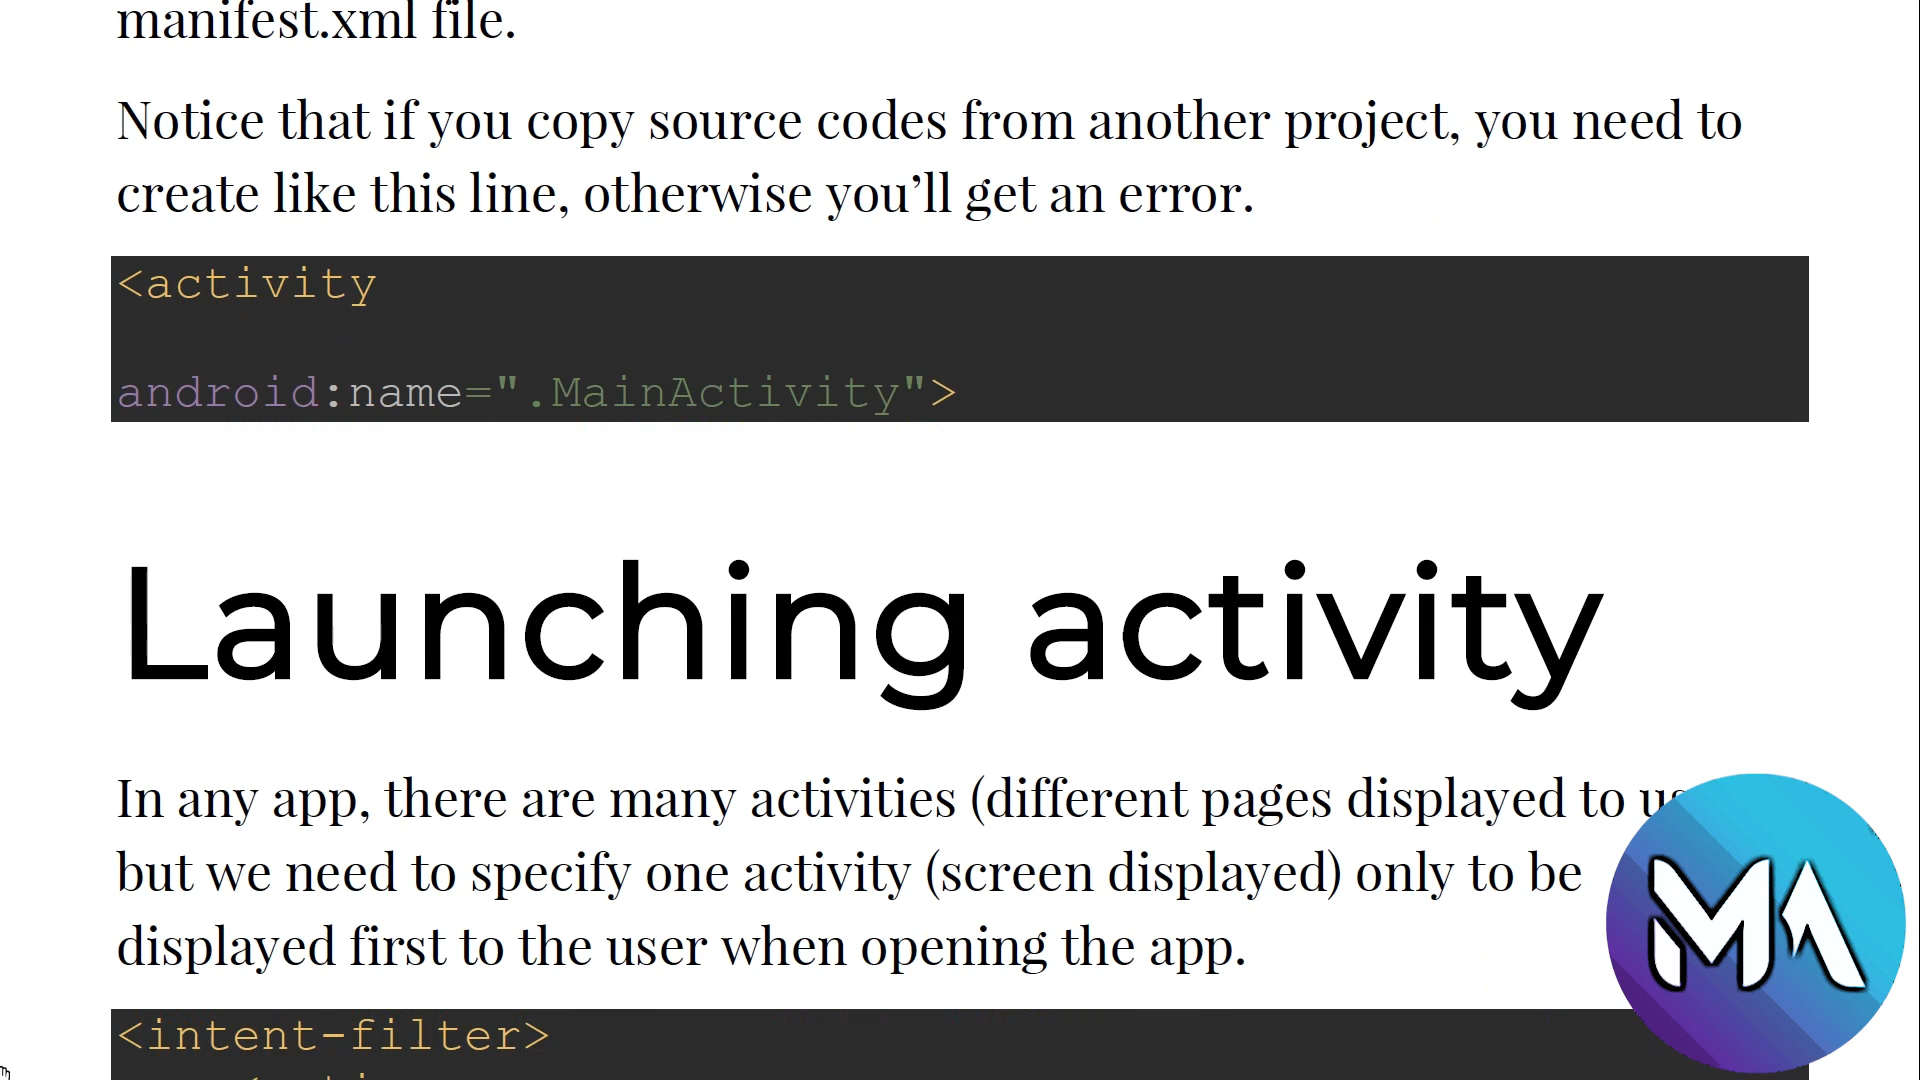 manifest.xml file.
Notice that if you copy source codes from another project, you need to
create like this line, otherwise you’ll get an error.
<activity
android:name=".MainActivity">
Launching activity
In any app, there are many activities (different pages displayed to
but we need to specify one activity (screen displayed) only to be
displayed first to the user when opening the app.
<intent-filter>
MA